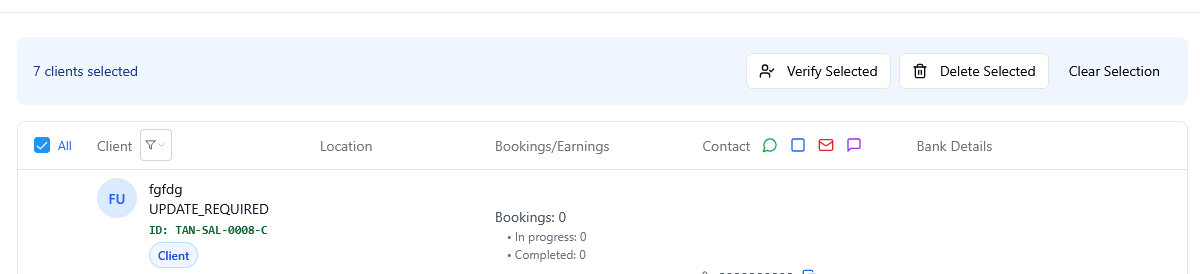 7 clients selected
Verify Selected
Delete Selected
Clear Selection
All
Client
Location
Bookings/Earnings
Contact
Bank Details
FU
fgfdg
UPDATE_REQUIRED
ID: TAN-SAL-0008-C
Client
Bookings: 0
• In progress: 0
• Completed: 0